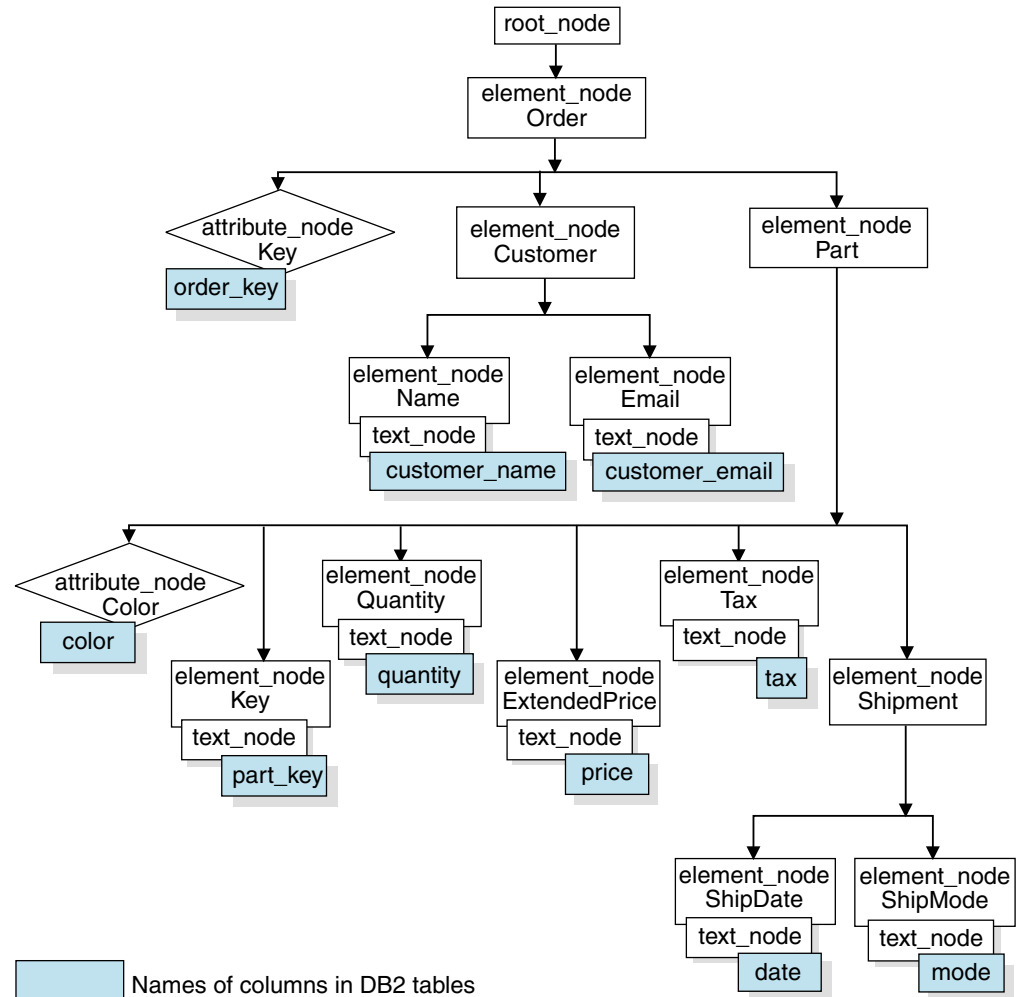 root_node
element_node
Order
attribute_node
Key
order_key
element_node
Customer
element_node
Part
element_node
Name
text_node
customer_name
element_node
Email
text_node
customer_email
attribute_node
Color
color
element_node
Key
text_node
part_key
element_node
Quantity
text_node
quantity
element_node
ExtendedPrice
text_node
price
element_node
Tax
text_node
tax
element_node
Shipment
element_node
ShipDate
text_node
date
element_node
ShipMode
text_node
mode
Names of columns in DB2 tables